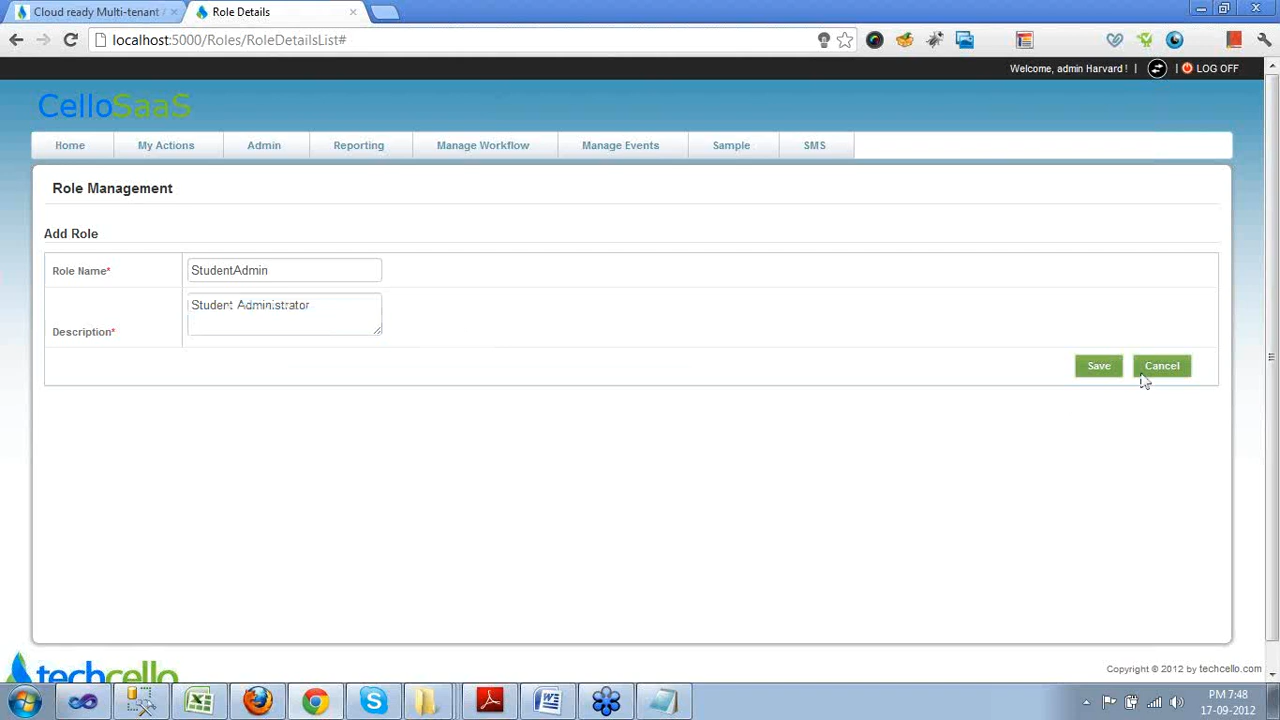 Cloud ready Multi-tenant /
Role Details
localhost:5000/Roles/RoleDetailsList#
Welcome, admin Harvard ! | | LOG OFF
CelloSaaS
Home
My Actions
Admin
Reporting
Manage Workflow
Manage Events
Sample
SMS
Role Management
Add Role
Role Name*
StudentAdmin
Student Administrator
Description*
Save
Cancel
techcello
Copyright © 2012 by techcello.com
PM 7:48
17-09-2012